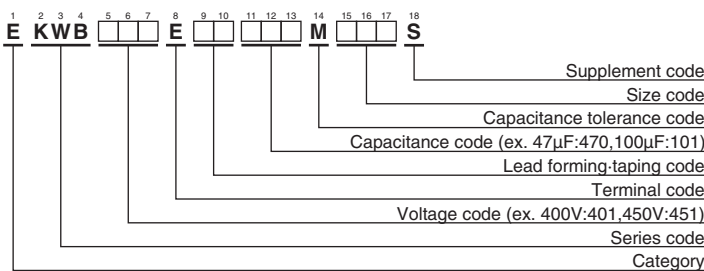 1 2 3 4 5 6 7 8 9 10 11 12 13 14 15 16 17 18
E KWB □□□ E □□ □□□ M □□□ S
Supplement code
Size code
Capacitance tolerance code
Capacitance code (ex. 47μF:470,100μF:101)
Lead forming·taping code
Terminal code
Voltage code (ex. 400V:401,450V:451)
Series code
Category